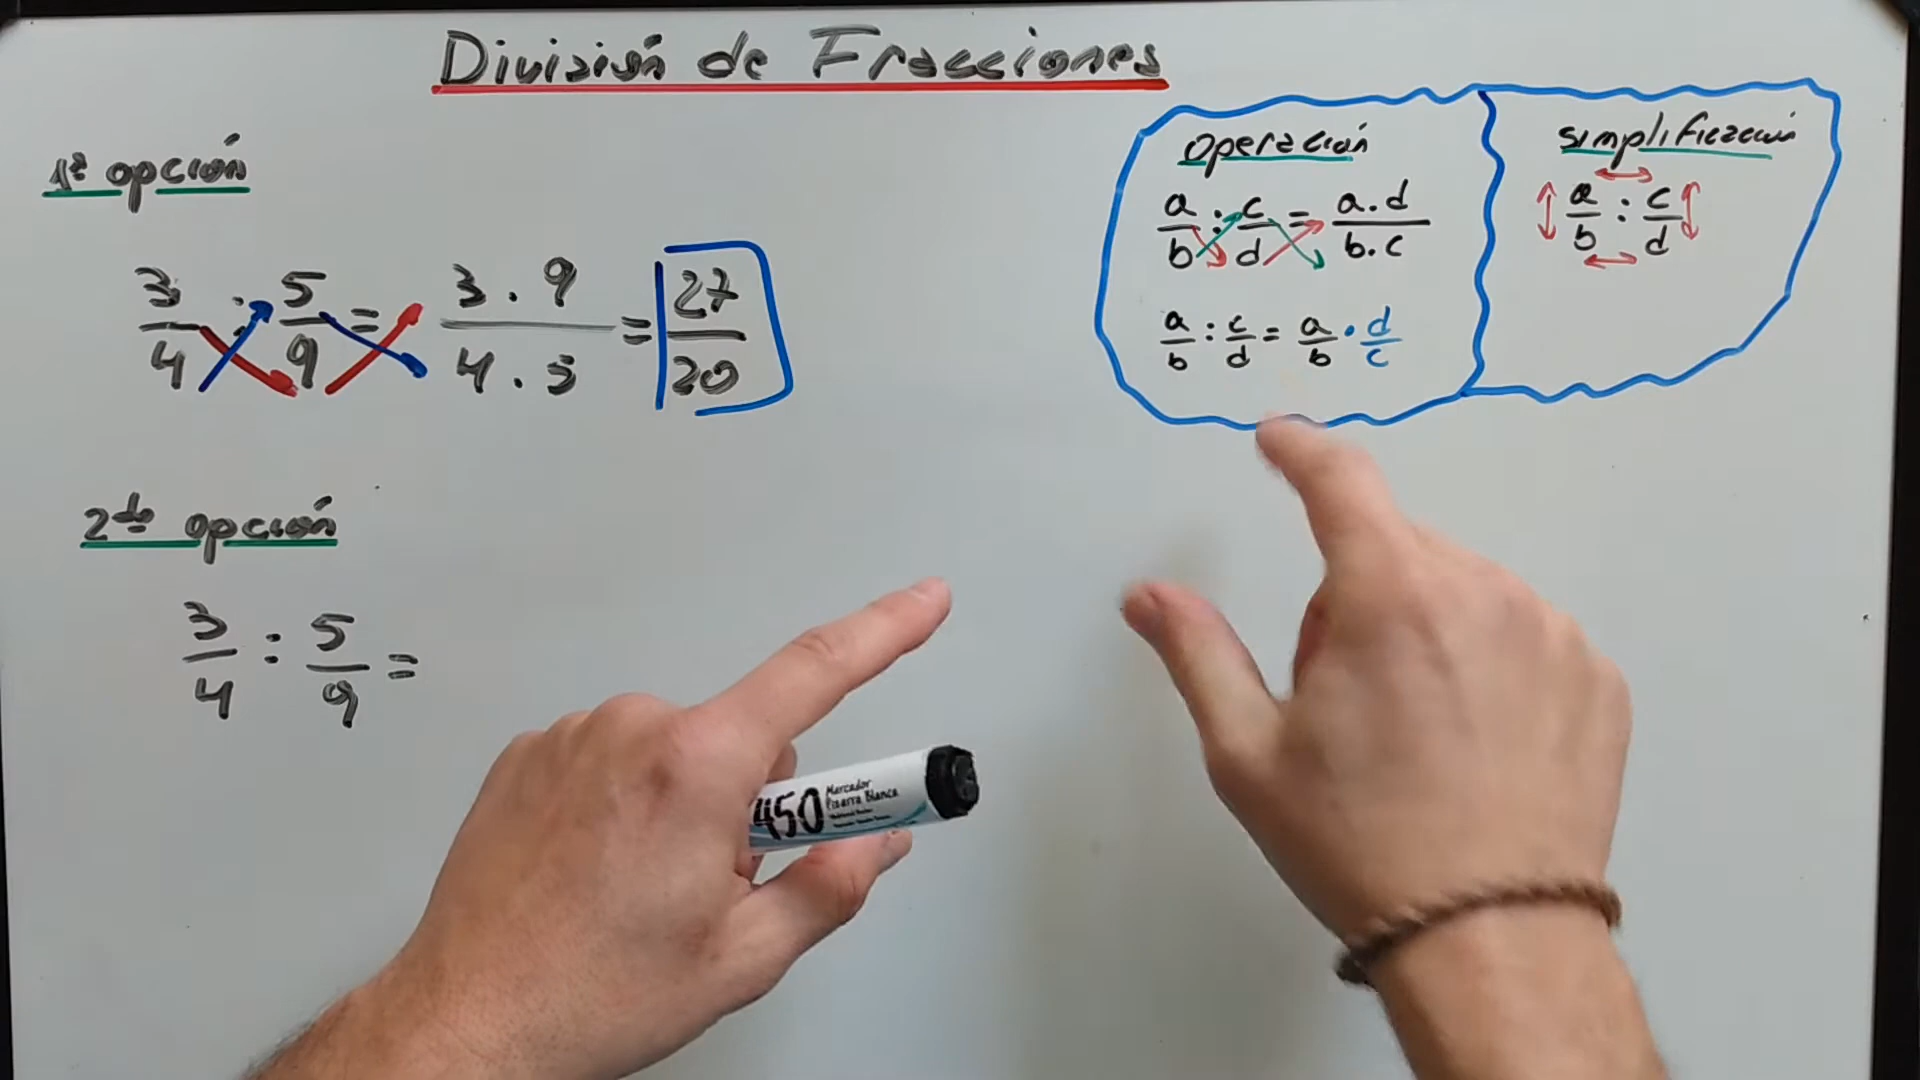 División de Fracciones
1ª opción
3/4 : 5/9 = 3 . 9 / 4 . 5 = 27/20
2da opción
3/4 : 5/9 =
operación
a/b : c/d = a.d / b.c
a/b : c/d = a/b . d/c
simplificación
a/b : c/d
450 Marcador
Pizarra Blanca